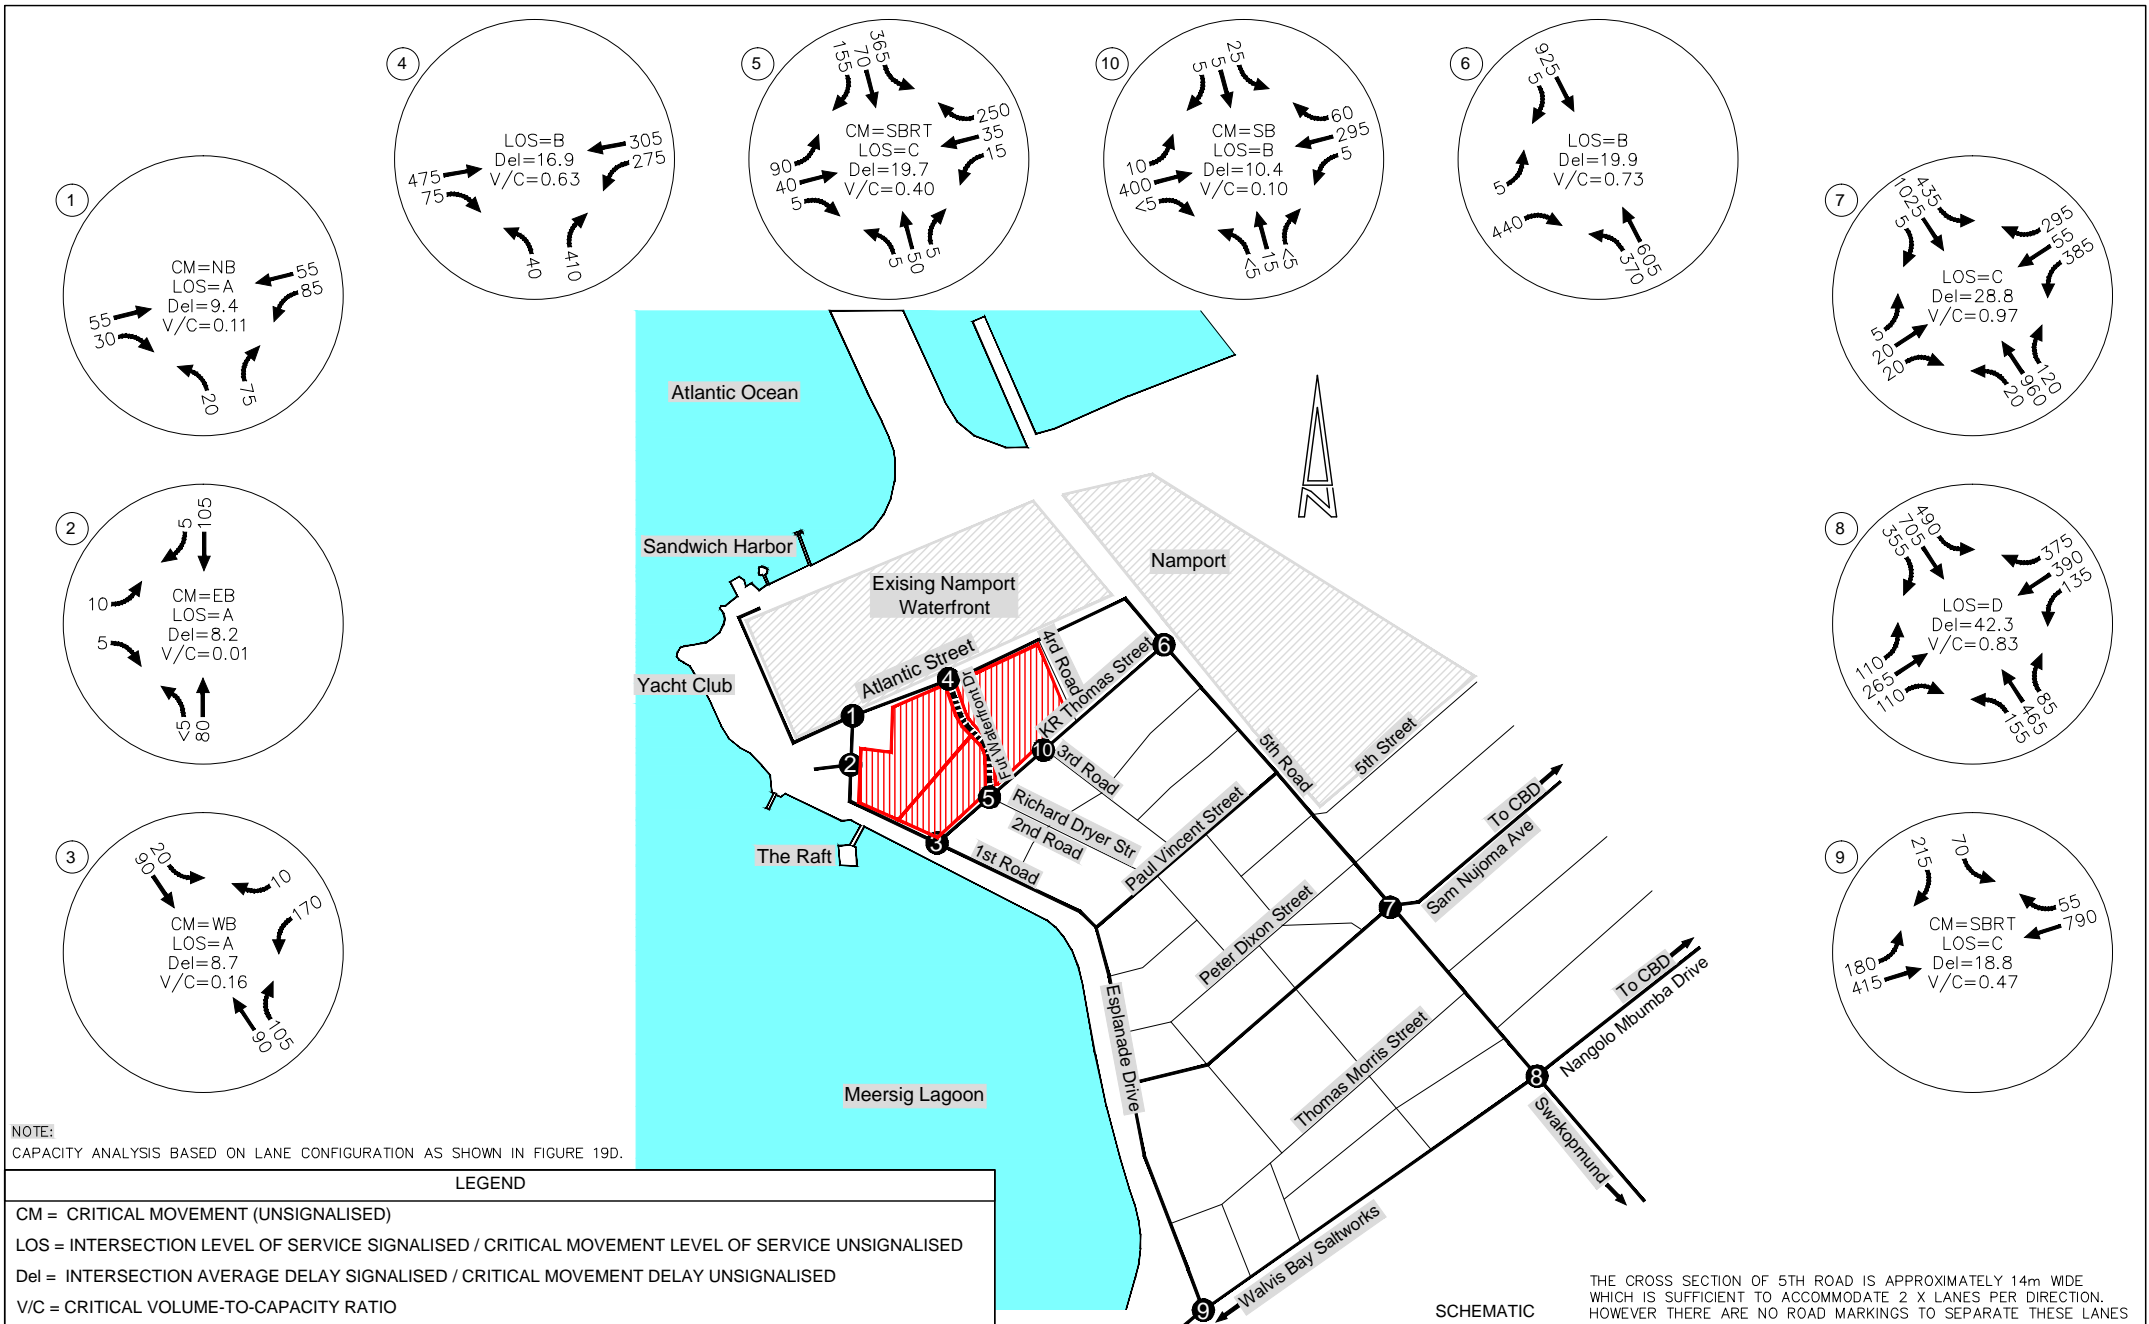 4
475
75
LOS=B
Del=16.9
V/C=0.63
305
275
40
410
5
155
70
365
90
40
5
CM=SBRT
LOS=C
Del=19.7
V/C=0.40
250
35
15
5
50
5
10
5
5
25
10
400
<5
CM=SB
LOS=B
Del=10.4
V/C=0.10
60
295
5
<5
15
<5
6
925
5
5
440
LOS=B
Del=19.9
V/C=0.73
605
370
1
55
30
CM=NB
LOS=A
Del=9.4
V/C=0.11
55
85
20
75
7
435
1025
5
5
20
20
LOS=C
Del=28.8
V/C=0.97
295
55
385
120
960
20
2
5
105
10
5
CM=EB
LOS=A
Del=8.2
V/C=0.01
<5
80
8
490
705
355
110
265
110
LOS=D
Del=42.3
V/C=0.83
375
390
135
85
465
155
3
20
90
CM=WB
LOS=A
Del=8.7
V/C=0.16
10
170
105
90
9
215
70
180
415
CM=SBRT
LOS=C
Del=18.8
V/C=0.47
55
790
Atlantic Ocean
N
Sandwich Harbor
Exising Namport
Waterfront
Namport
Yacht Club
Atlantic Street
4rd Road
KR Thomas Street
Fut Waterfront Dr
3rd Road
5th Road
5th Street
Richard Dryer Str
2nd Road
1st Road
Paul Vincent Street
The Raft
To CBD
Sam Nujoma Ave
Peter Dixon Street
Esplanade Drive
Thomas Morris Street
To CBD
Nangolo Mbumba Drive
Swakopmund
Meersig Lagoon
Walvis Bay Saltworks
1
2
3
4
5
6
7
8
9
10
NOTE:
CAPACITY ANALYSIS BASED ON LANE CONFIGURATION AS SHOWN IN FIGURE 19D.
LEGEND
CM = CRITICAL MOVEMENT (UNSIGNALISED)
LOS = INTERSECTION LEVEL OF SERVICE SIGNALISED / CRITICAL MOVEMENT LEVEL OF SERVICE UNSIGNALISED
Del = INTERSECTION AVERAGE DELAY SIGNALISED / CRITICAL MOVEMENT DELAY UNSIGNALISED
V/C = CRITICAL VOLUME-TO-CAPACITY RATIO
SCHEMATIC
THE CROSS SECTION OF 5TH ROAD IS APPROXIMATELY 14m WIDE
WHICH IS SUFFICIENT TO ACCOMMODATE 2 X LANES PER DIRECTION.
HOWEVER THERE ARE NO ROAD MARKINGS TO SEPARATE THESE LANES